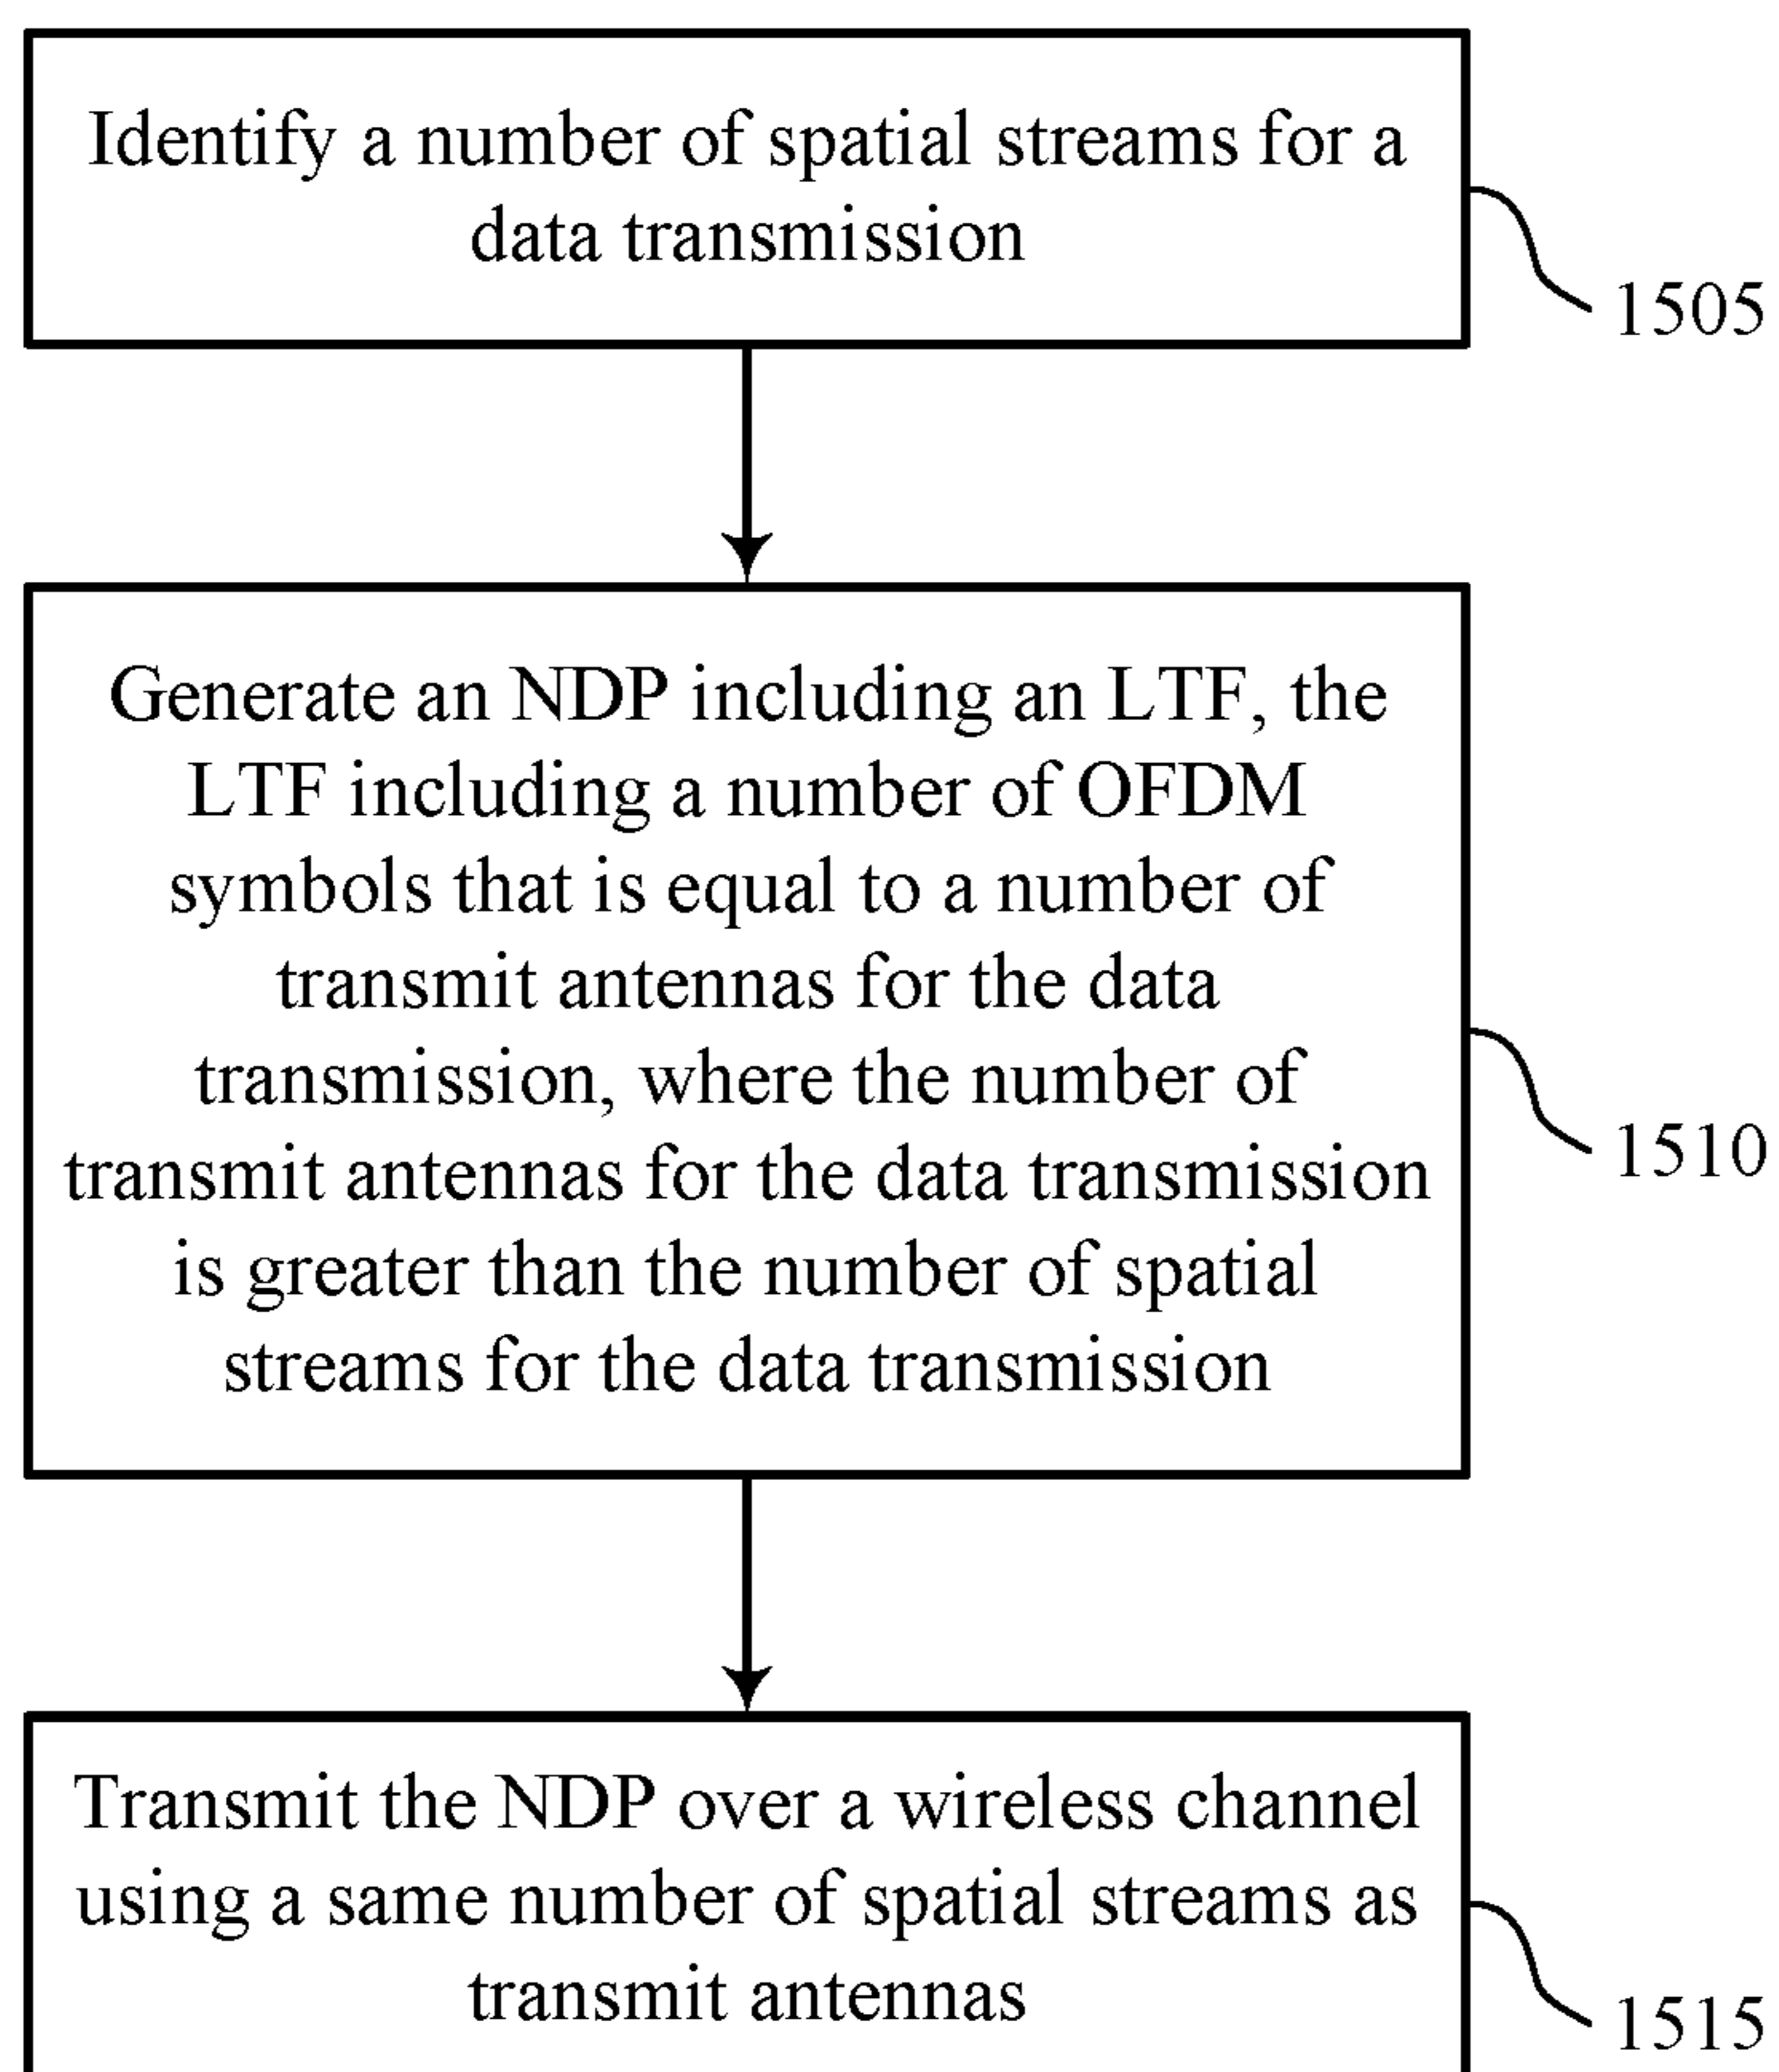 Identify a number of spatial streams for a
data transmission
1505
Generate an NDP including an LTF, the
LTF including a number of OFDM
symbols that is equal to a number of
transmit antennas for the data
transmission, where the number of
transmit antennas for the data transmission
is greater than the number of spatial
streams for the data transmission
1510
Transmit the NDP over a wireless channel
using a same number of spatial streams as
transmit antennas
1515